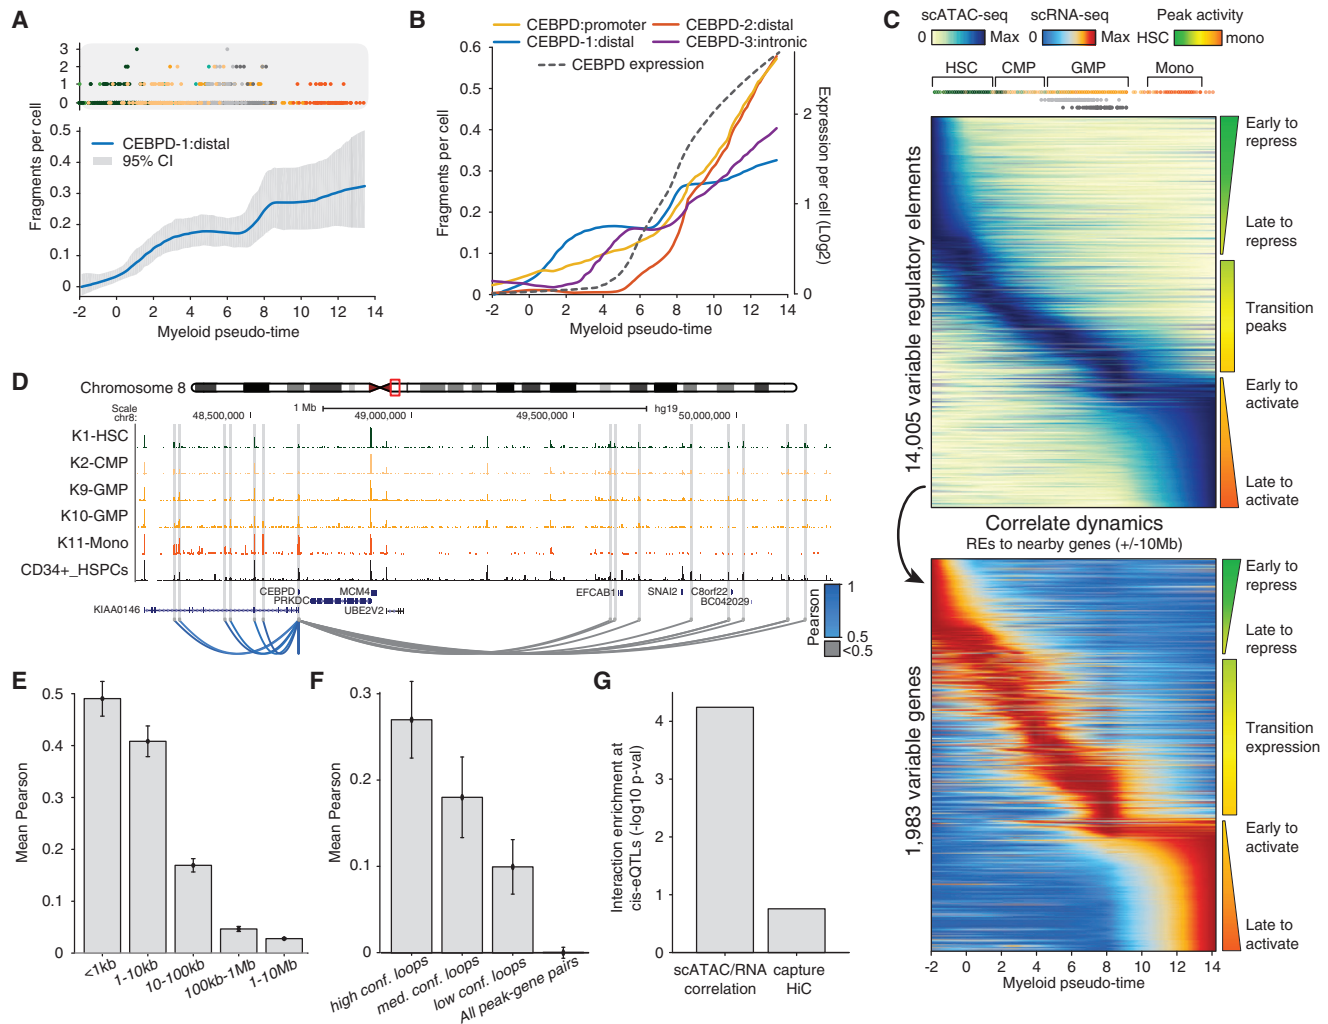 A
3
2
1
0
Fragments per cell
0.5
0.4
0.3
0.2
0.1
0
Fragments per cell
CEBPD-1:distal
95% CI
-2 0 2 4 6 8 10 12 14
Myeloid pseudo-time
B
CEBPD:promoter
CEBPD-2:distal
CEBPD-1:distal
CEBPD-3:intronic
CEBPD expression
0.6
0.5
0.4
0.3
0.2
0.1
0
Fragments per cell
2
1
0
Expression per cell (L0g2)
-2 0 2 4 6 8 10 12 14
Myeloid pseudo-time
C
scATAC-seq
scRNA-seq
Peak activity
0 Max
0 Max
HSC mono
HSC
CMP
GMP
Mono
14,005 variable regulatory elements
Early to
repress
Late to
repress
Transition
peaks
Early to
activate
Late to
activate
Correlate dynamics
REs to nearby genes (+/-10Mb)
1,983 variable genes
Early to
repress
Late to
repress
Transition
expression
Early to
activate
Late to
activate
-2 0 2 4 6 8 10 12 14
Myeloid pseudo-time
D
Chromosome 8
Scale
chr8:
1 Mb
hg19
48,500,000
49,000,000
49,500,000
50,000,000
K1-HSC
K2-CMP
K9-GMP
K10-GMP
K11-Mono
CD34+_HSPCs
CEBPD
MCM4
PRKDC
KIAA0146
UBE2V2
EFCAB1
SNAI2
C8orf22
BC042029
Pearson
1
0.5
<0.5
E
0.5
0.4
0.3
0.2
0.1
0
Mean Pearson
<1kb
1-10kb
10-100kb
100kb-1Mb
1-10Mb
F
0.3
0.2
0.1
0
Mean Pearson
high conf. loops
med. conf. loops
low conf. loops
All peak-gene pairs
G
4
3
2
1
0
Interaction enrichment at
cis-eQTLs (-log10 p-val)
scATAC/RNA
correlation
capture
HiC